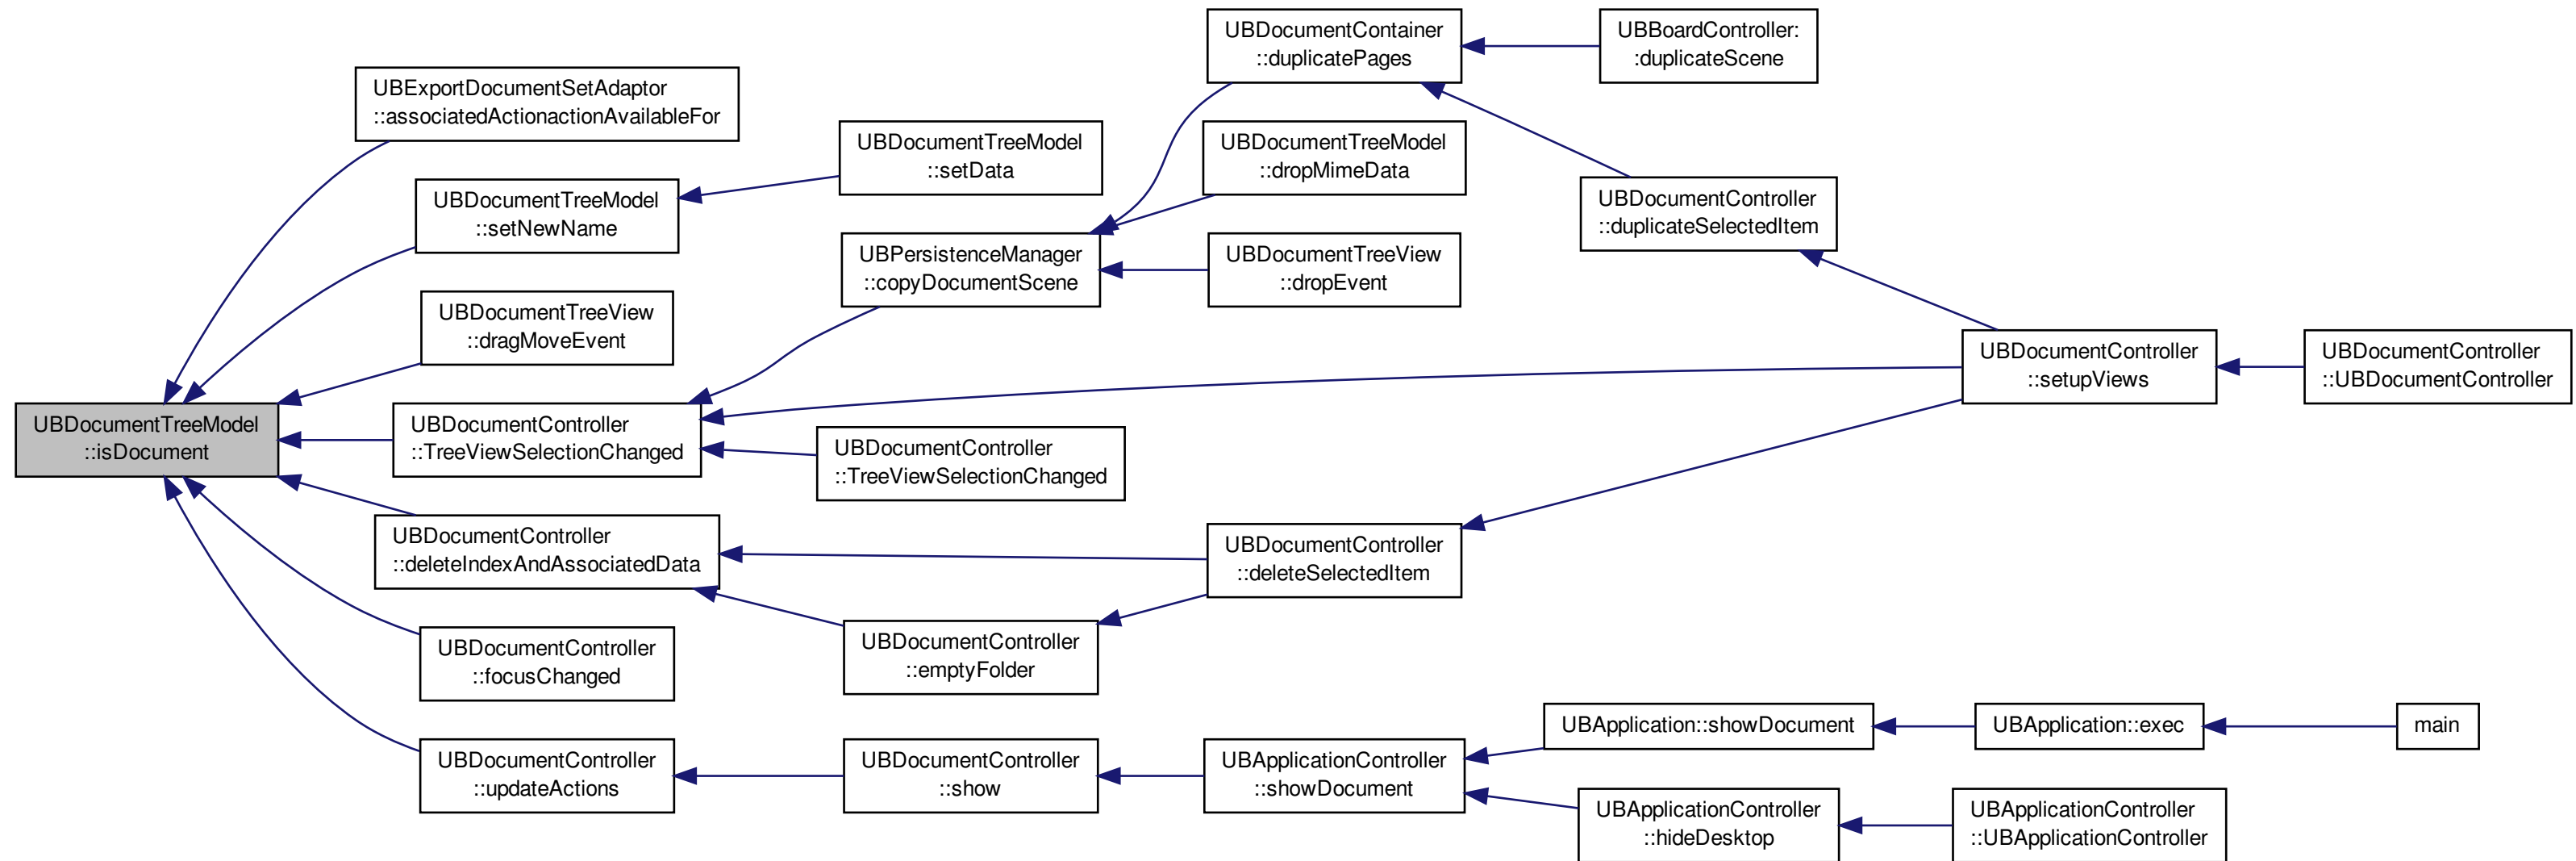 UBDocumentTreeModel
::isDocument
UBExportDocumentSetAdaptor
::associatedActionactionAvailableFor
UBDocumentTreeModel
::setNewName
UBDocumentTreeView
::dragMoveEvent
UBDocumentController
::TreeViewSelectionChanged
UBDocumentController
::deleteIndexAndAssociatedData
UBDocumentController
::focusChanged
UBDocumentController
::updateActions
UBDocumentTreeModel
::setData
UBPersistenceManager
::copyDocumentScene
UBDocumentController
::TreeViewSelectionChanged
UBDocumentController
::emptyFolder
UBDocumentController
::show
UBDocumentContainer
::duplicatePages
UBDocumentTreeModel
::dropMimeData
UBDocumentTreeView
::dropEvent
UBDocumentController
::deleteSelectedItem
UBApplicationController
::showDocument
UBBoardController:
:duplicateScene
UBDocumentController
::duplicateSelectedItem
UBApplication::showDocument
UBApplicationController
::hideDesktop
UBDocumentController
::setupViews
UBApplication::exec
UBApplicationController
::UBApplicationController
UBDocumentController
::UBDocumentController
main